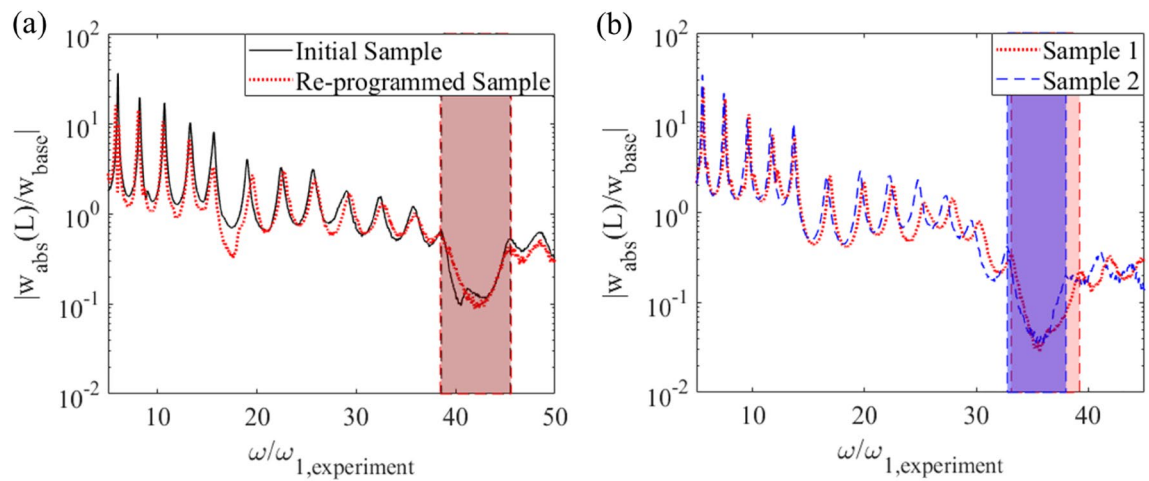 (a)
10^2
10^1
10^0
10^-1
10^-2
|w_abs(L)/w_base|
Initial Sample
Re-programmed Sample
10 20 30 40 50
ω/ω_1,experiment
(b)
10^2
10^1
10^0
10^-1
10^-2
|w_abs(L)/w_base|
Sample 1
Sample 2
10 20 30 40
ω/ω_1,experiment